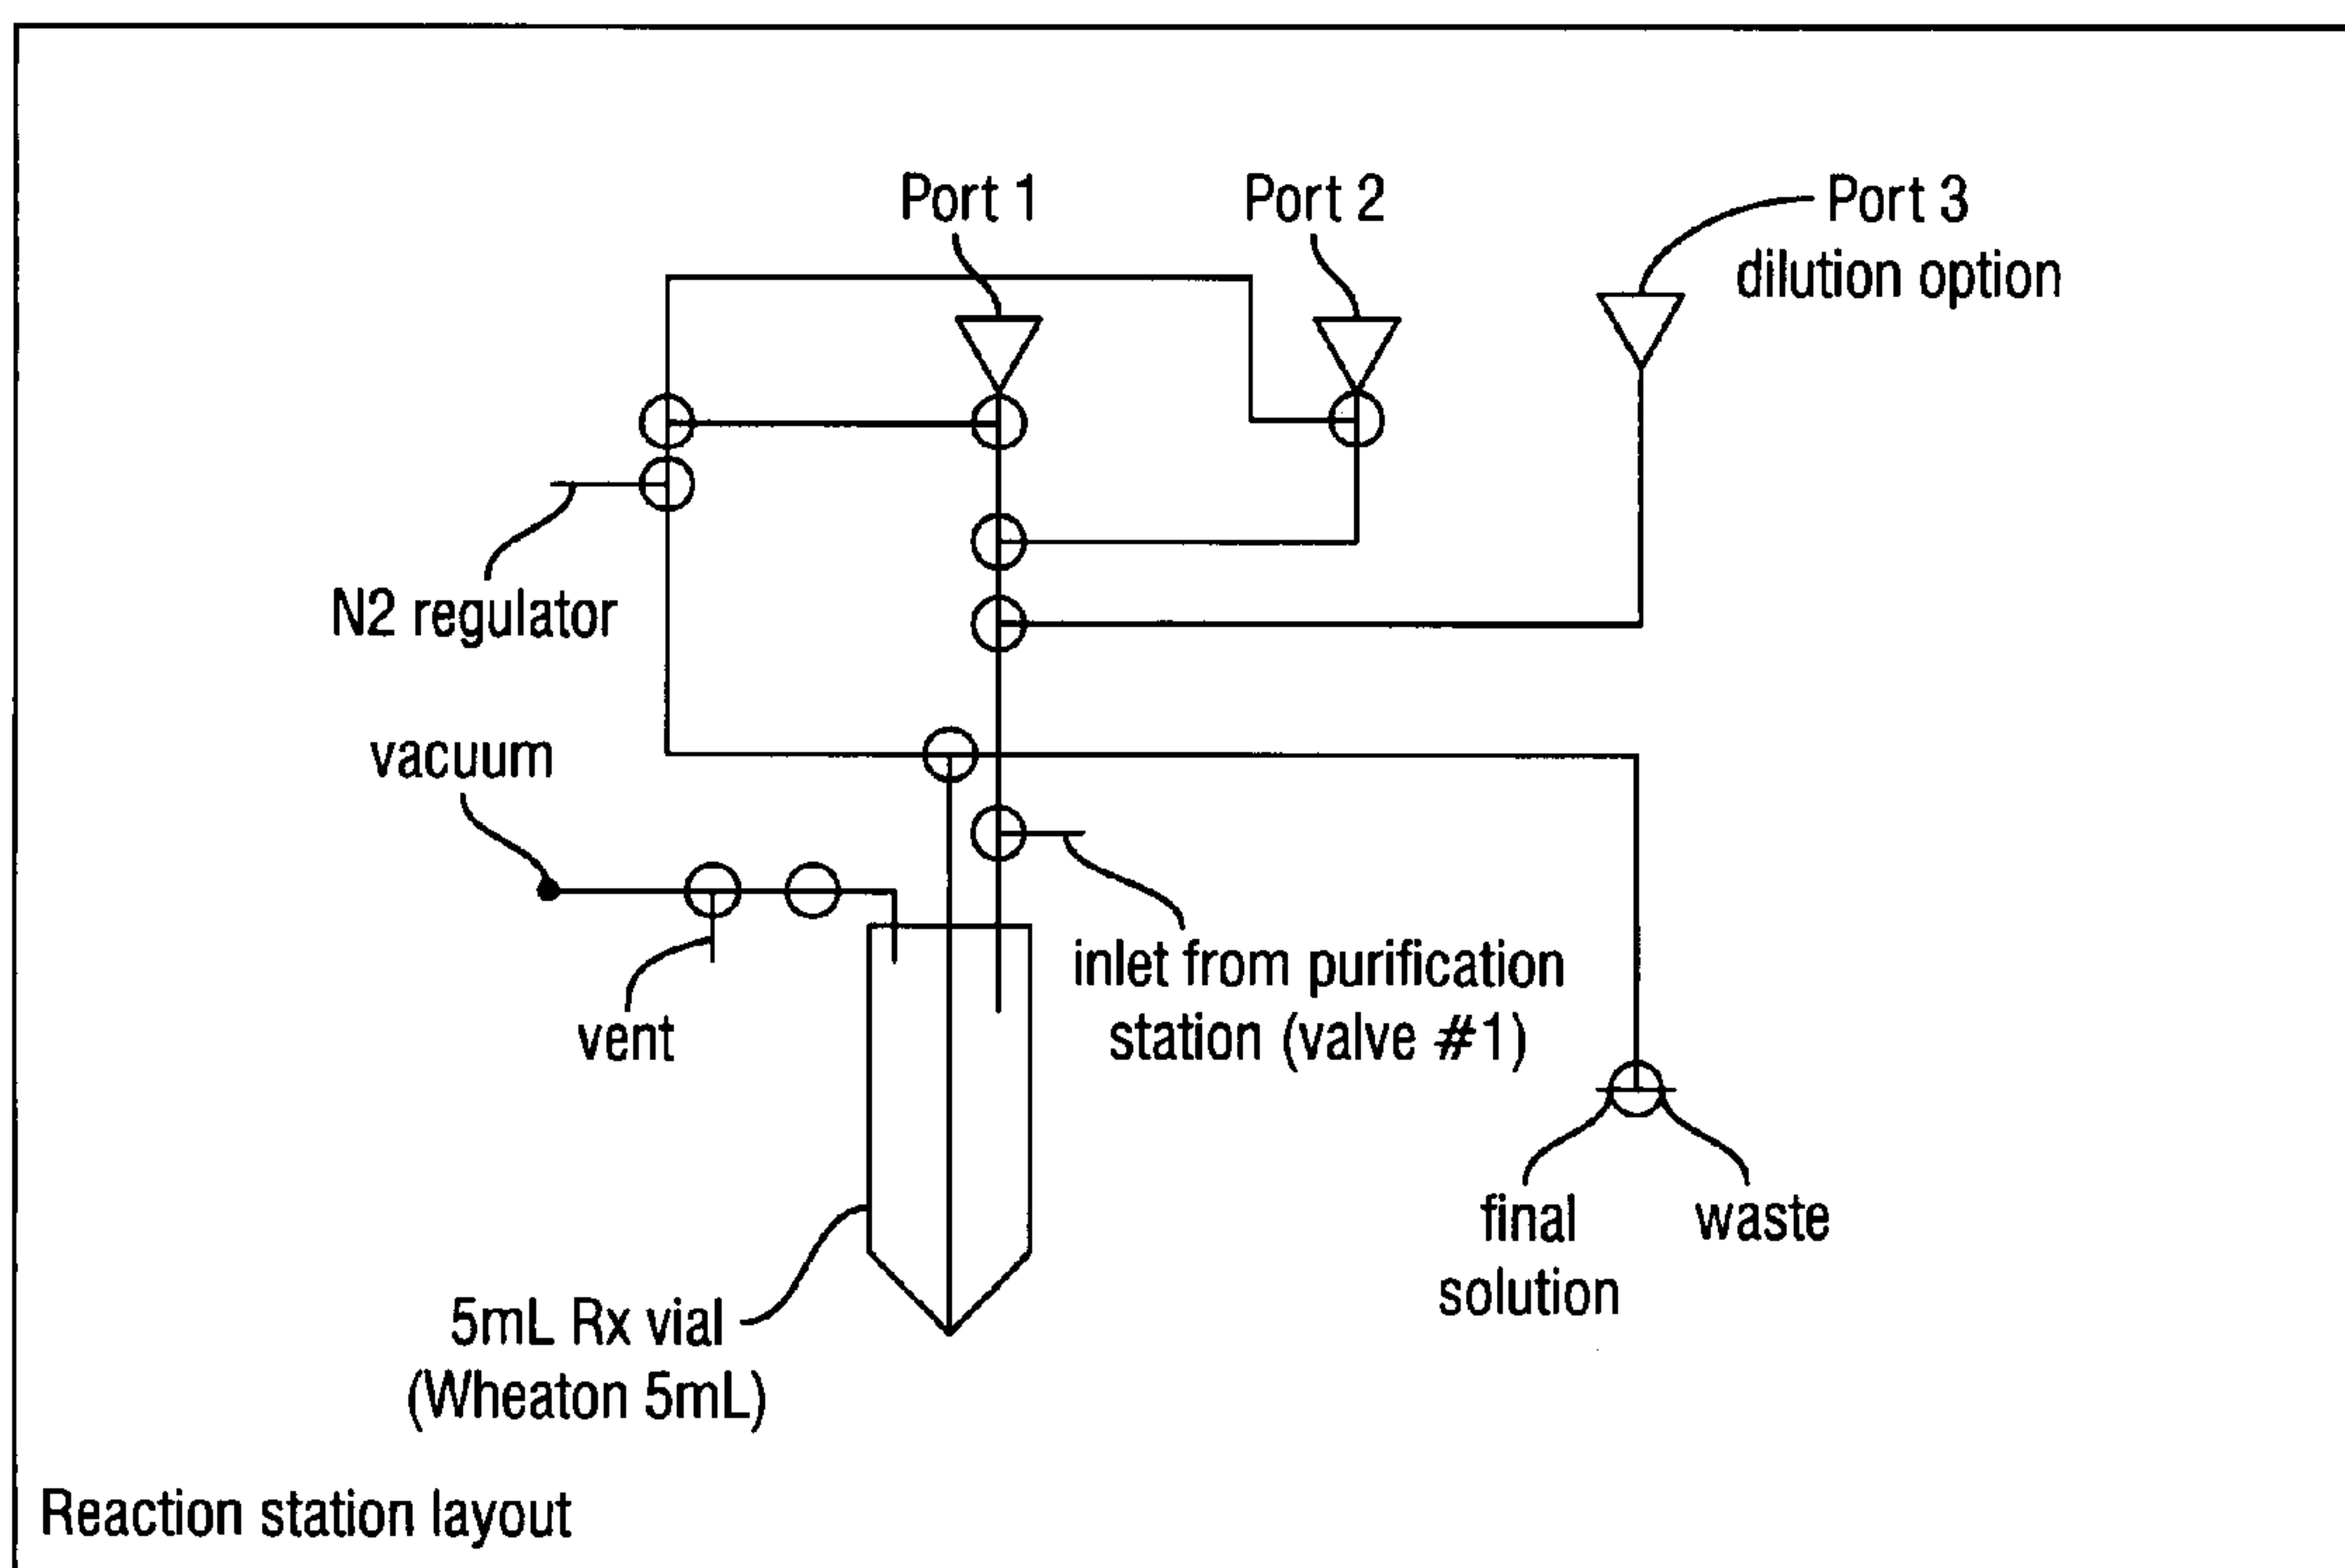 Port 1
Port 2
Port 3
dilution option
N2 regulator
vacuum
vent
inlet from purification
station (valve #1)
final
solution
waste
5mL Rx vial
(Wheaton 5mL)
Reaction station layout